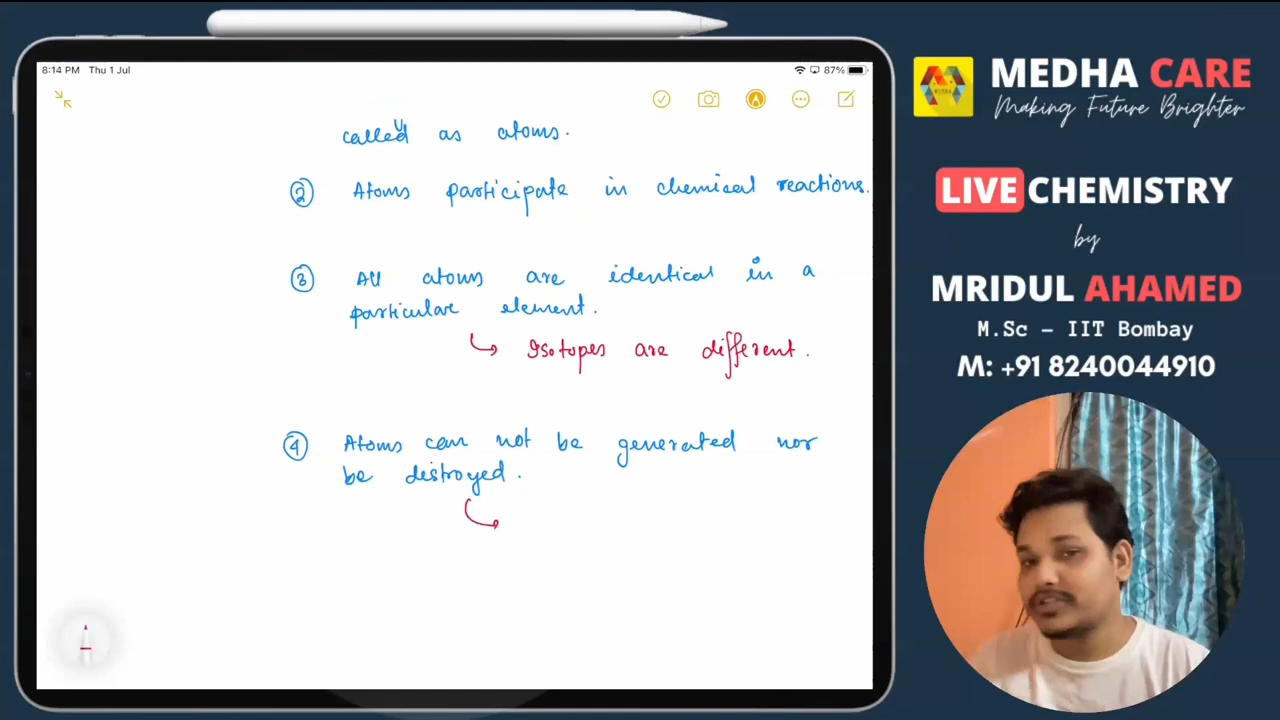 8:14 PM Thu 1 Jul
87%
called as atoms.
② Atoms participate in chemical reactions.
③ All atoms are identical in a
particular element.
Isotopes are different.
④ Atoms can not be generated nor
be distroyed.
MEDHA CARE
Making Future Brighter
LIVE CHEMISTRY
by
MRIDUL AHAMED
M.Sc – IIT Bombay
M: +91 8240044910